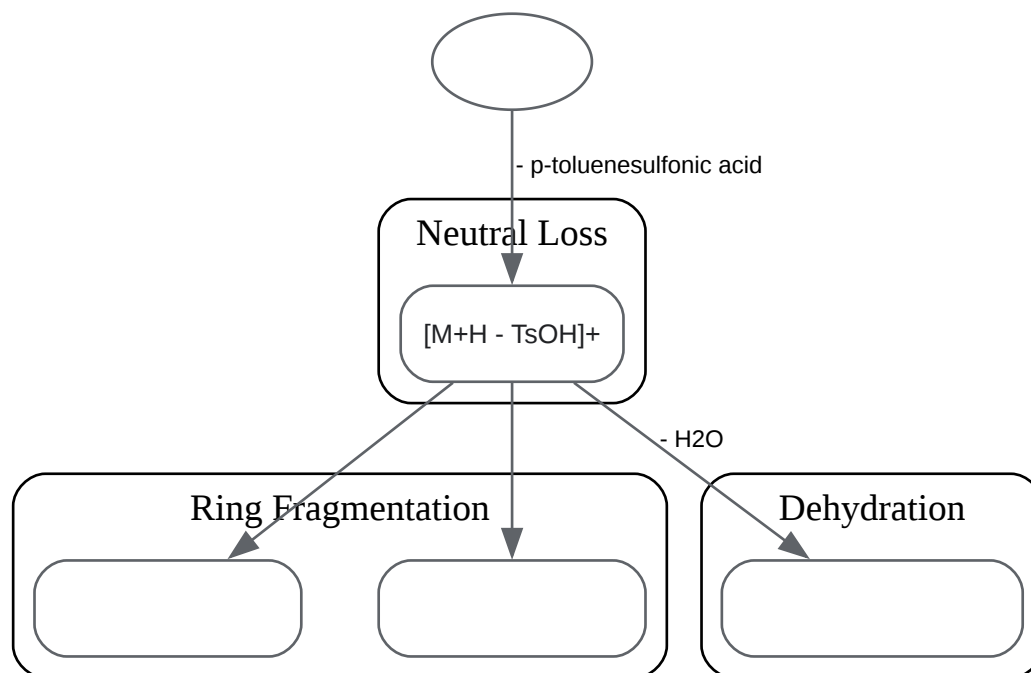 - p-toluenesulfonic acid
Neutral Loss
[M+H - TsOH]+
- H2O
Ring Fragmentation
Dehydration